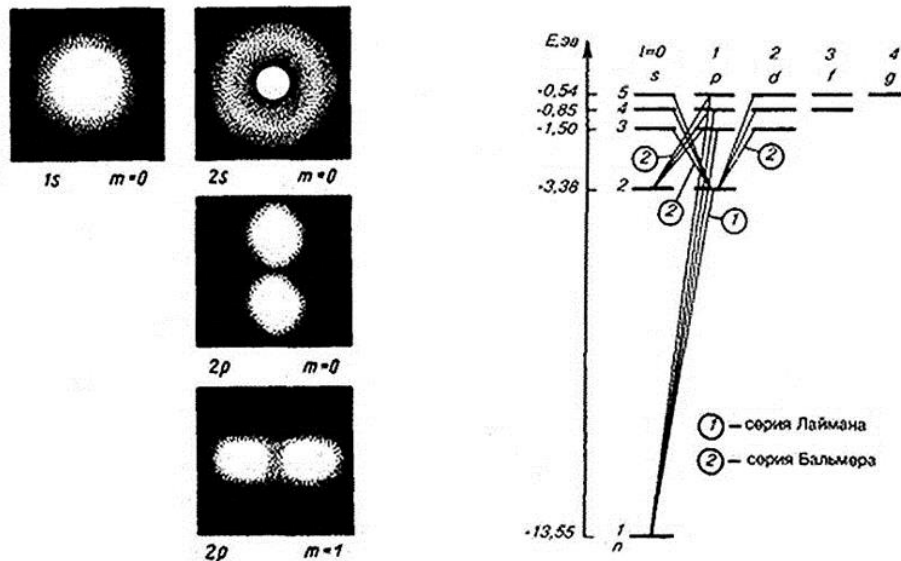 1s m=0
2s m=0
2p m=0
2p m=1
E,эв
l=0 1 2 3 4
s p d f g
-0,54 5
-0,85 4
-1,50 3
-3,38 2
-13,55 1
n
2
2
2
1
1 – серия Лаймана
2 – серия Бальмера